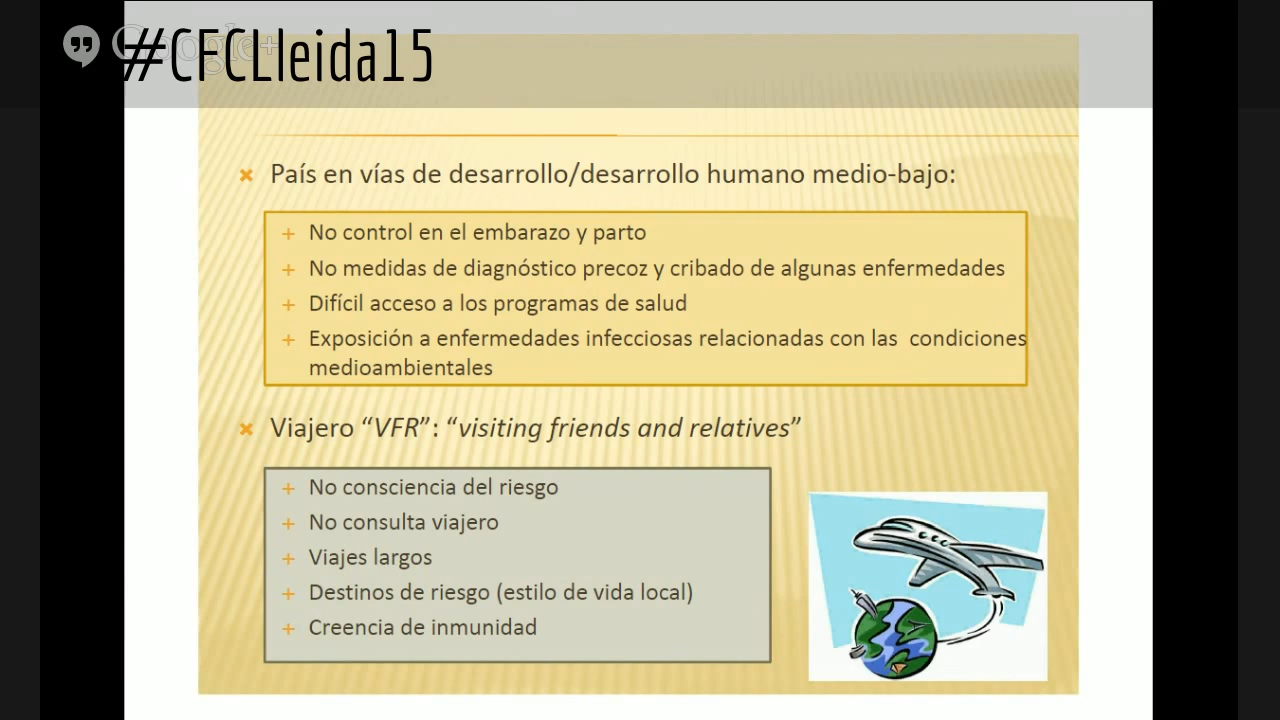 Google+
#CFCLleida15
País en vías de desarrollo/desarrollo humano medio-bajo:
No control en el embarazo y parto
No medidas de diagnóstico precoz y cribado de algunas enfermedades
Difícil acceso a los programas de salud
Exposición a enfermedades infecciosas relacionadas con las condiciones
medioambientales
Viajero “VFR”: “visiting friends and relatives”
No consciencia del riesgo
No consulta viajero
Viajes largos
Destinos de riesgo (estilo de vida local)
Creencia de inmunidad